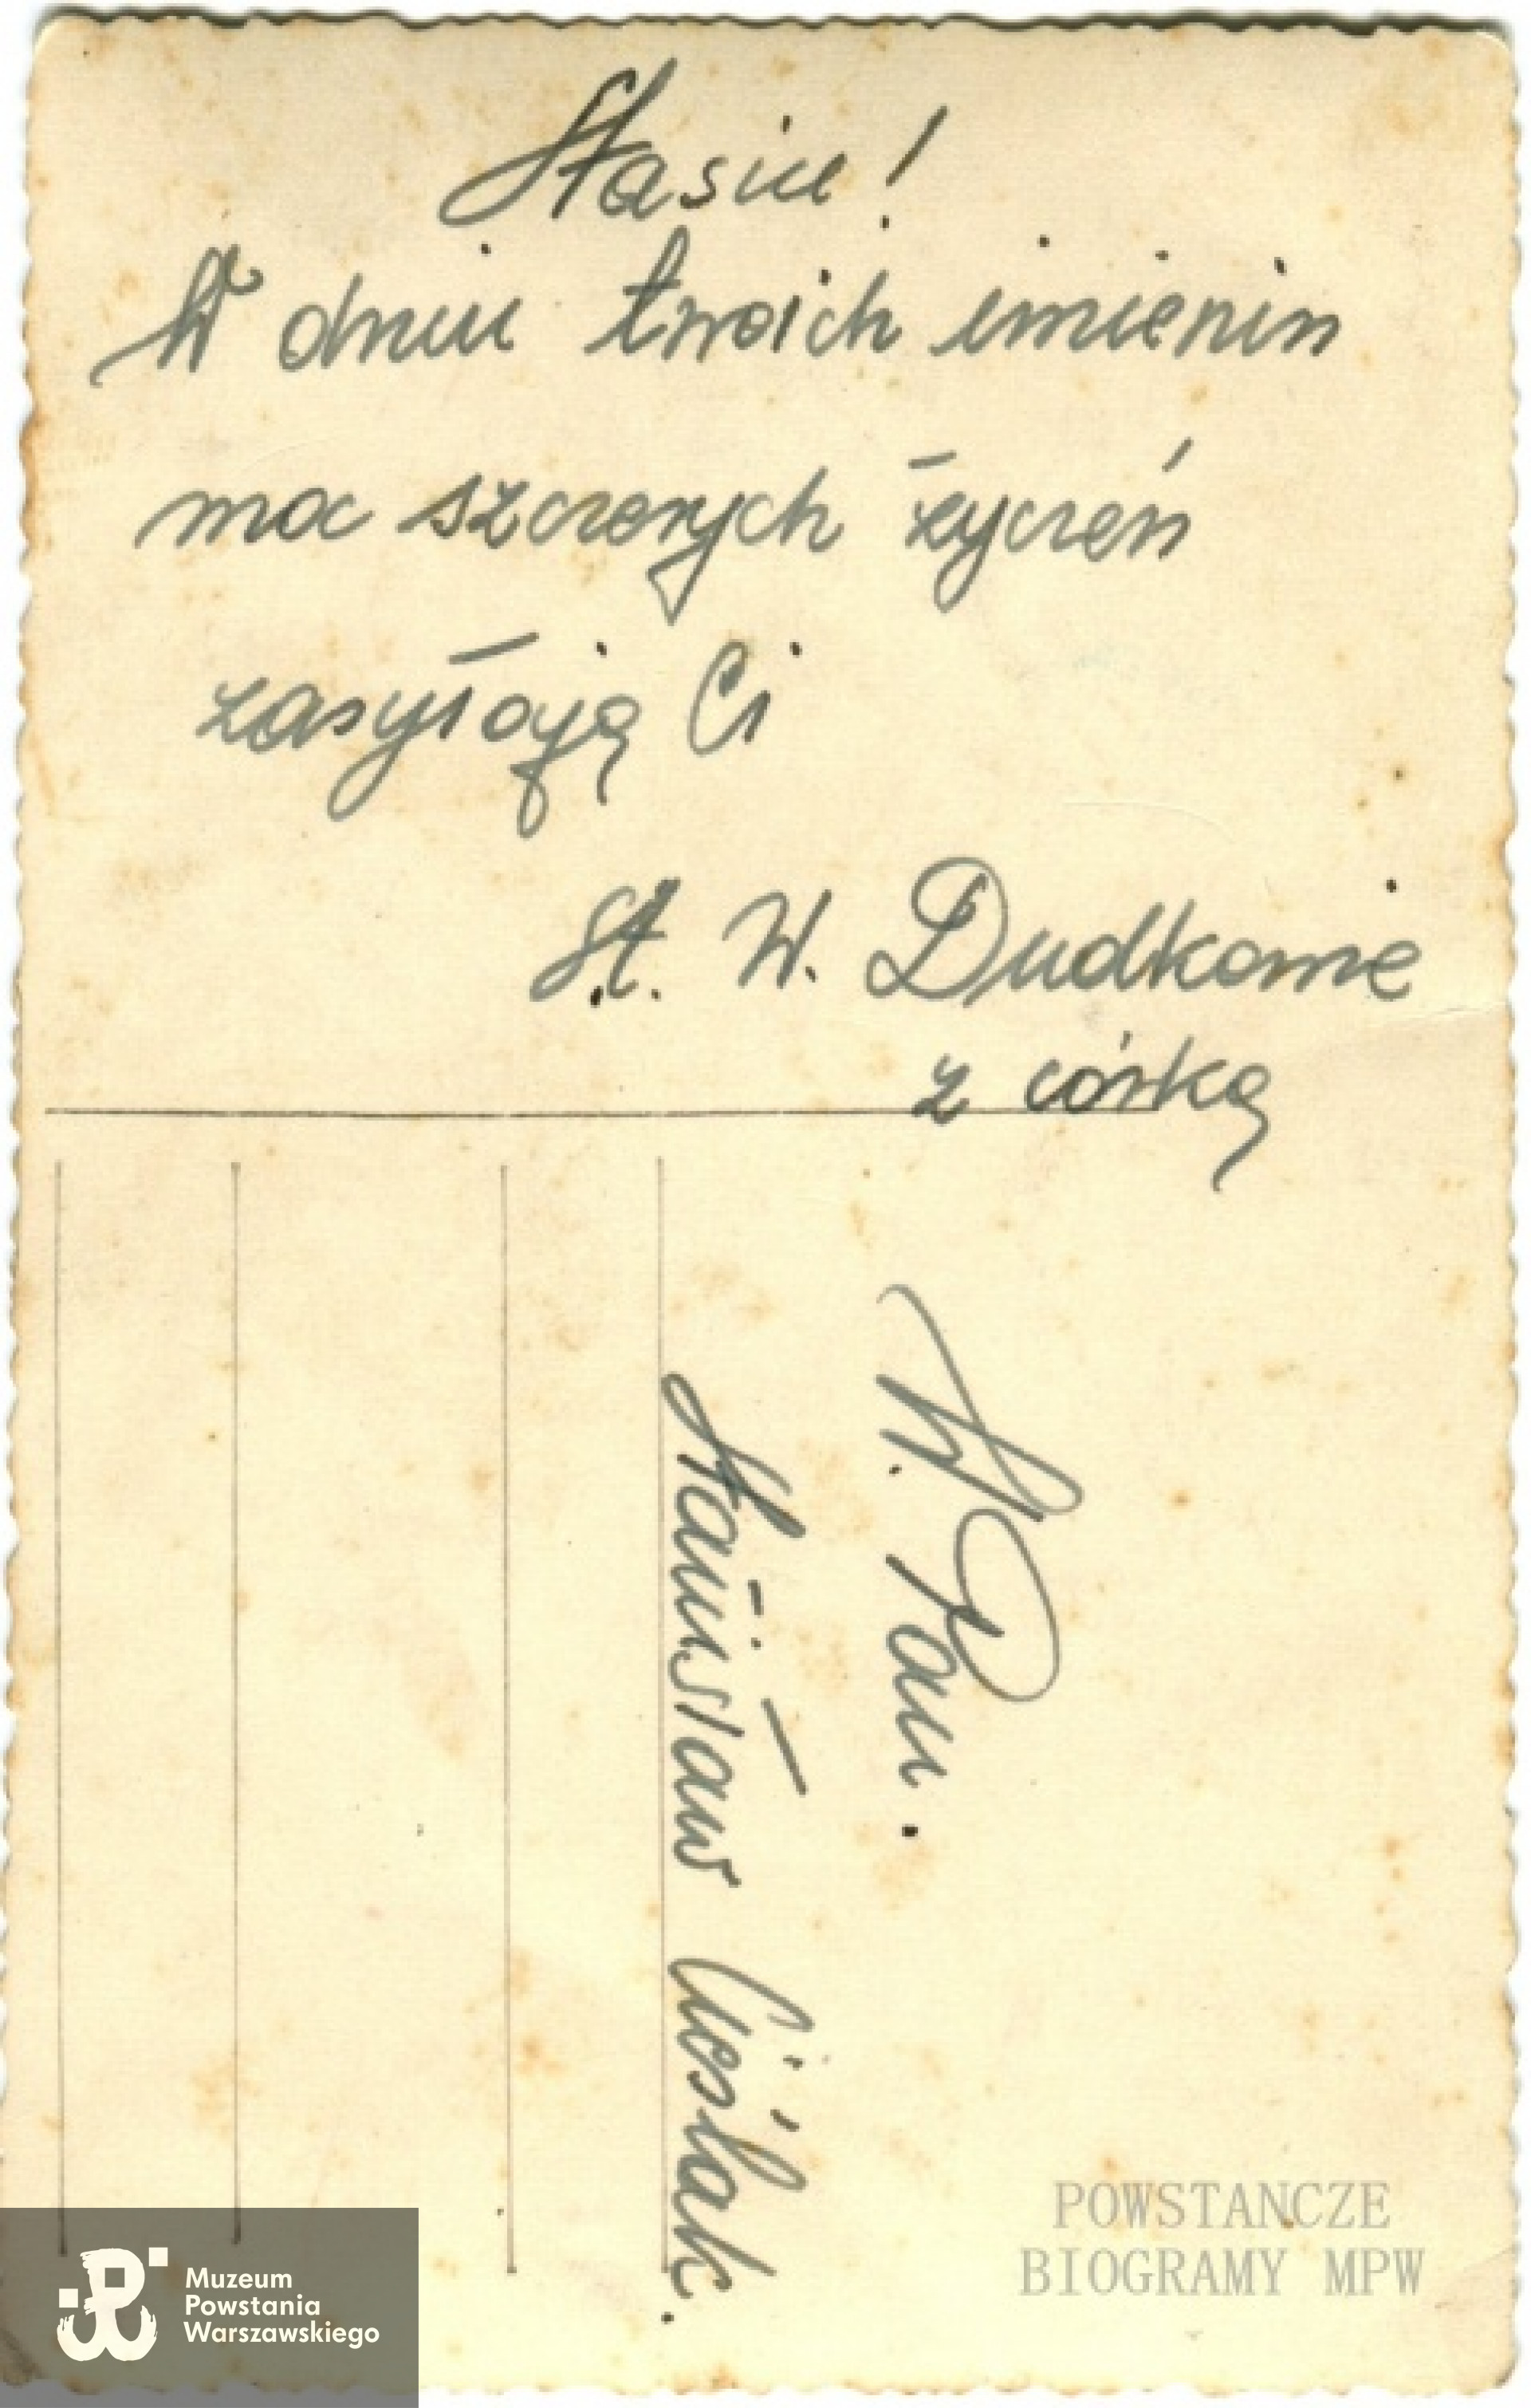 Stasiu!
W dniu twoich imienin
moc szczerych życzeń
zasyłają Ci
St. W. Dudkowie
z córką
W. Pan.
Stanisław Cieślak.
POWSTANCZE
BIOGRAMY MPW
Muzeum
Powstania
Warszawskiego